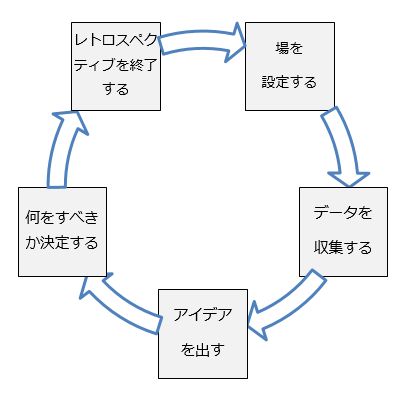 レトロスペク
ティブを終了
する
場を
設定する
データを
収集する
アイデア
を出す
何をすべき
か決定する